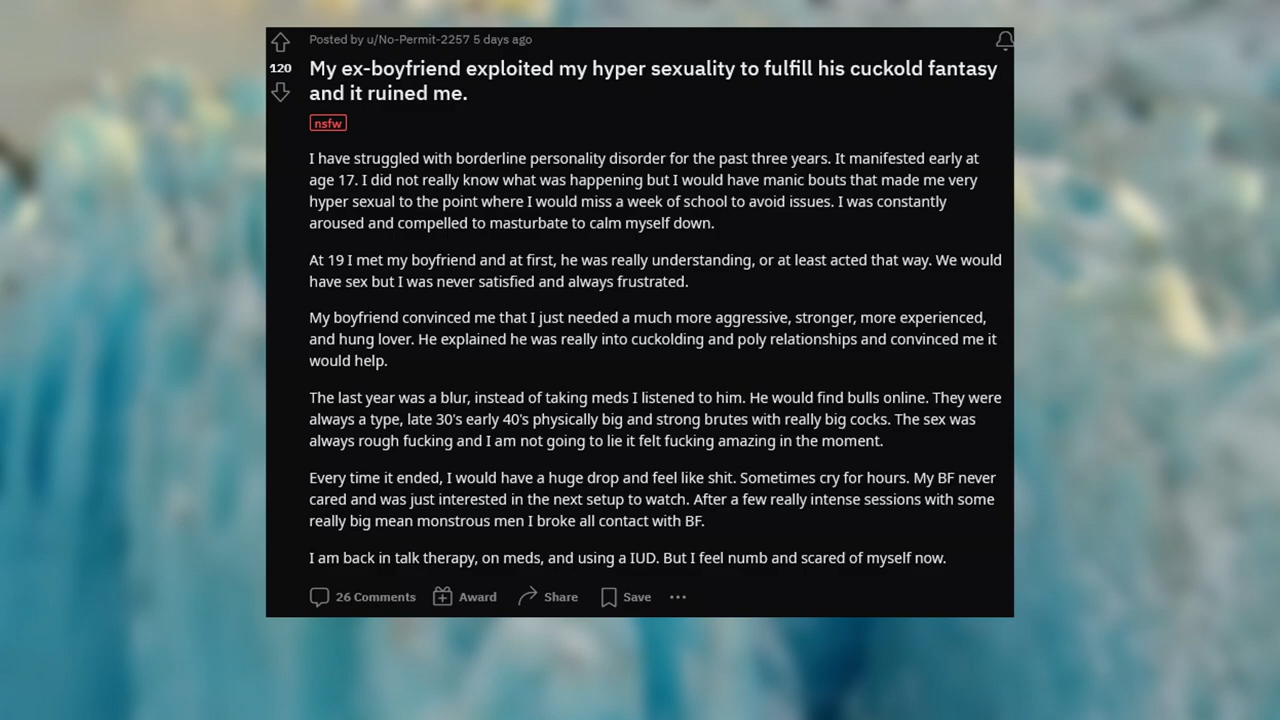 Posted by u/No-Permit-2257 5 days ago
120
My ex-boyfriend exploited my hyper sexuality to fulfill his cuckold fantasy
and it ruined me.
nsfw
I have struggled with borderline personality disorder for the past three years. It manifested early at
age 17. I did not really know what was happening but I would have manic bouts that made me very
hyper sexual to the point where I would miss a week of school to avoid issues. I was constantly
aroused and compelled to masturbate to calm myself down.
At 19 I met my boyfriend and at first, he was really understanding, or at least acted that way. We would
have sex but I was never satisfied and always frustrated.
My boyfriend convinced me that I just needed a much more aggressive, stronger, more experienced,
and hung lover. He explained he was really into cuckolding and poly relationships and convinced me it
would help.
The last year was a blur, instead of taking meds I listened to him. He would find bulls online. They were
always a type, late 30's early 40's physically big and strong brutes with really big cocks. The sex was
always rough fucking and I am not going to lie it felt fucking amazing in the moment.
Every time it ended, I would have a huge drop and feel like shit. Sometimes cry for hours. My BF never
cared and was just interested in the next setup to watch. After a few really intense sessions with some
really big mean monstrous men I broke all contact with BF.
I am back in talk therapy, on meds, and using a IUD. But I feel numb and scared of myself now.
26 Comments Award Share Save